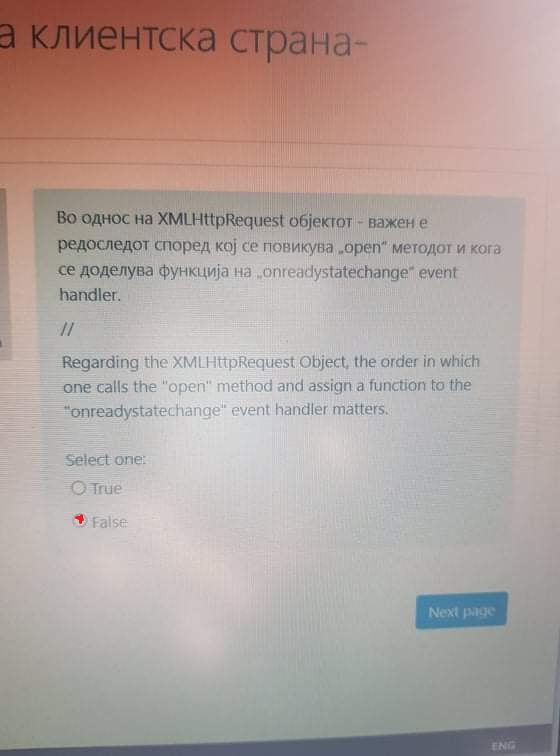 а клиентска страна-
Во однос на XMLHttpRequest објектот - важен е
редоследот според кој се повикува „open“ методот и кога
се доделува функција на „onreadystatechange“ event
handler.
//
Regarding the XMLHttpRequest Object, the order in which
one calls the "open" method and assign a function to the
"onreadystatechange" event handler matters.
Select one:
True
False
Next page
ENG